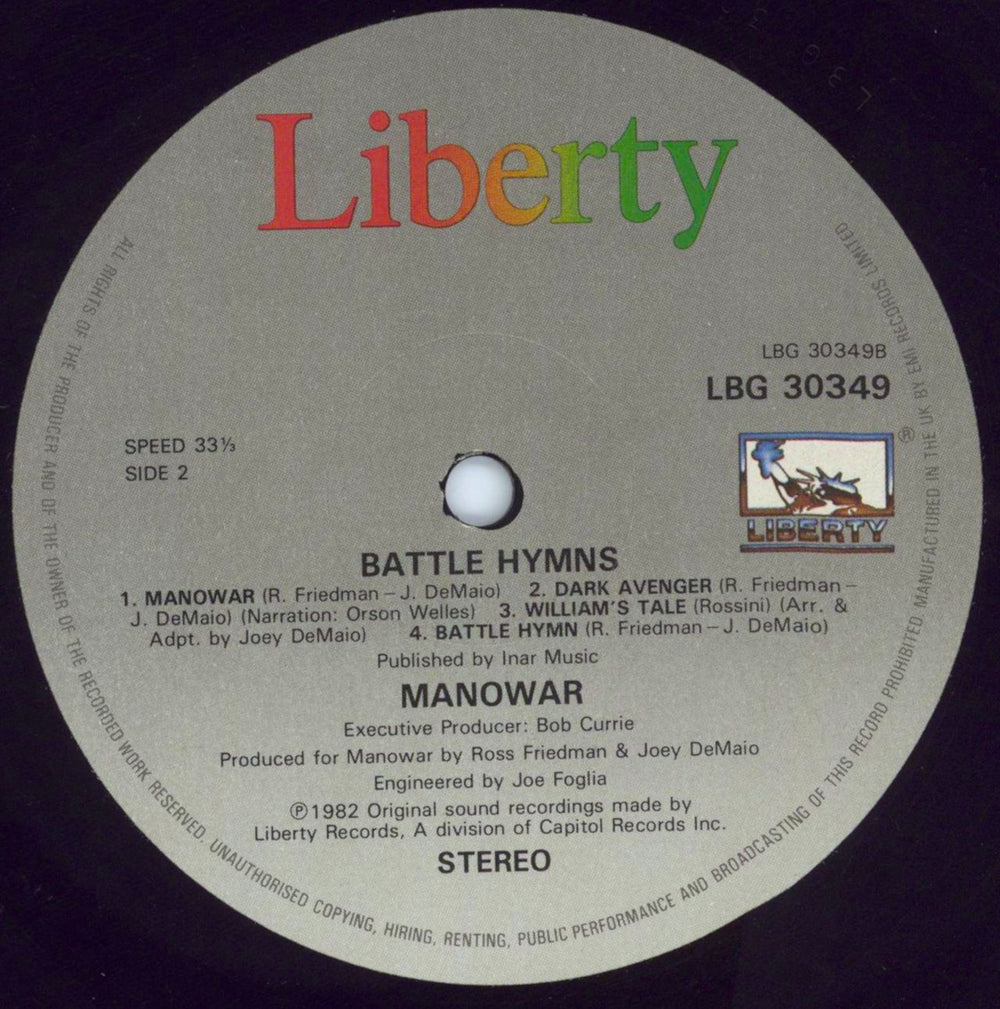 Liberty
LBG 30349B
LBG 30349
SPEED 33⅓
SIDE 2
®
LIBERTY
BATTLE HYMNS
1. MANOWAR (R. Friedman – J. DeMaio) 2. DARK AVENGER (R. Friedman –
J. DeMaio) (Narration: Orson Welles) 3. WILLIAM'S TALE (Rossini) (Arr. &
Adpt. by Joey DeMaio) 4. BATTLE HYMN (R. Friedman – J. DeMaio)
Published by Inar Music
MANOWAR
Executive Producer: Bob Currie
Produced for Manowar by Ross Friedman & Joey DeMaio
Engineered by Joe Foglia
℗1982 Original sound recordings made by
Liberty Records, A division of Capitol Records Inc.
STEREO
ALL RIGHTS OF THE PRODUCER AND OF THE OWNER OF THE RECORDED WORK RESERVED. UNAUTHORISED COPYING, HIRING, RENTING, PUBLIC PERFORMANCE AND BROADCASTING OF THIS RECORD PROHIBITED MANUFACTURED IN THE UK BY EMI RECORDS LIMITED